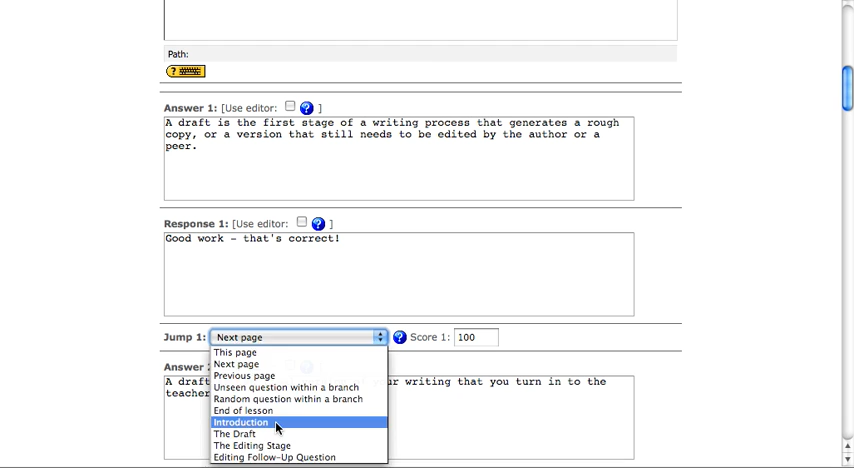 Path:
?
Answer 1: [Use editor: ? ]
A draft is the first stage of a writing process that generates a rough
copy, or a version that still needs to be edited by the author or a
peer.
Response 1: [Use editor: ? ]
Good work - that's correct!
Jump 1: Next page ? Score 1: 100
This page
Next page
Previous page
Unseen question within a branch
Random question within a branch
End of lesson
Introduction
The Draft
The Editing Stage
Editing Follow-Up Question
Answer
A draft
your writing that you turn in to the
teacher